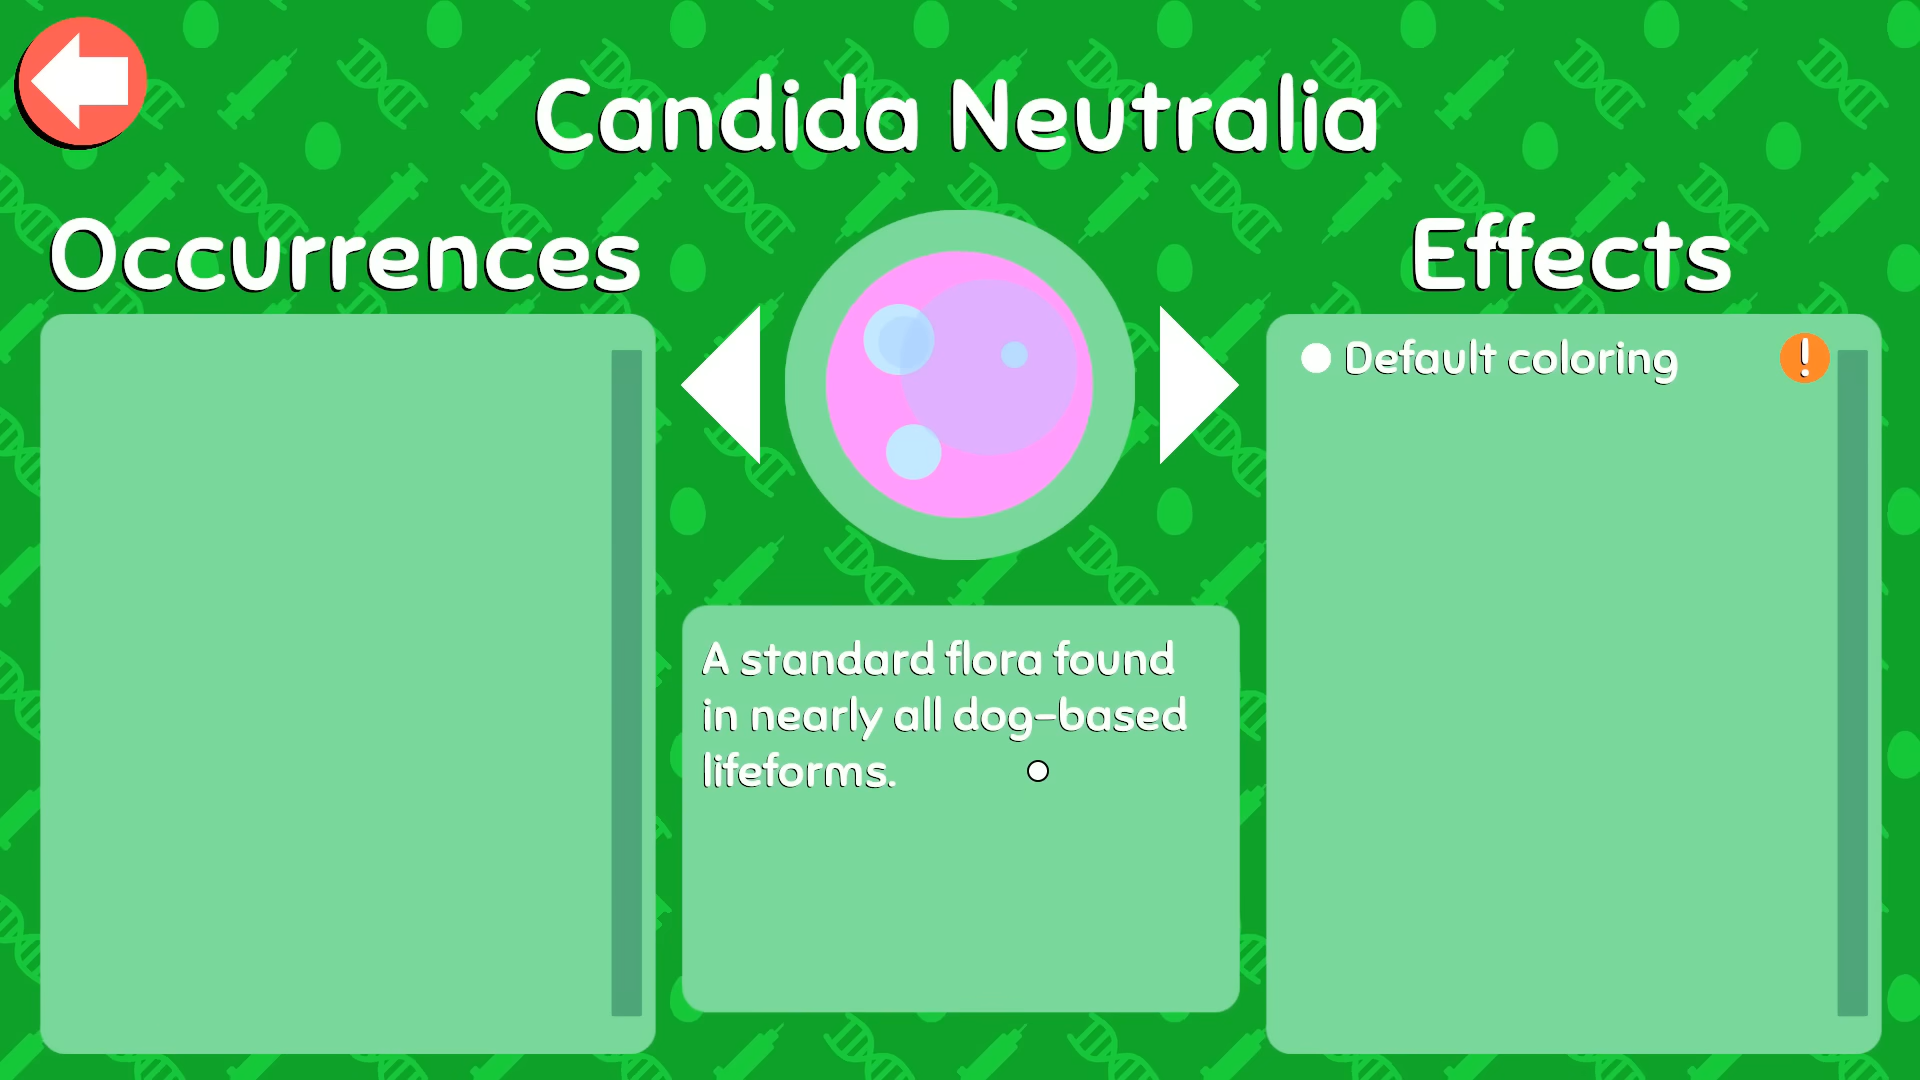 Candida Neutralia
Occurrences
Effects
Default coloring
!
A standard flora found
in nearly all dog-based
lifeforms.